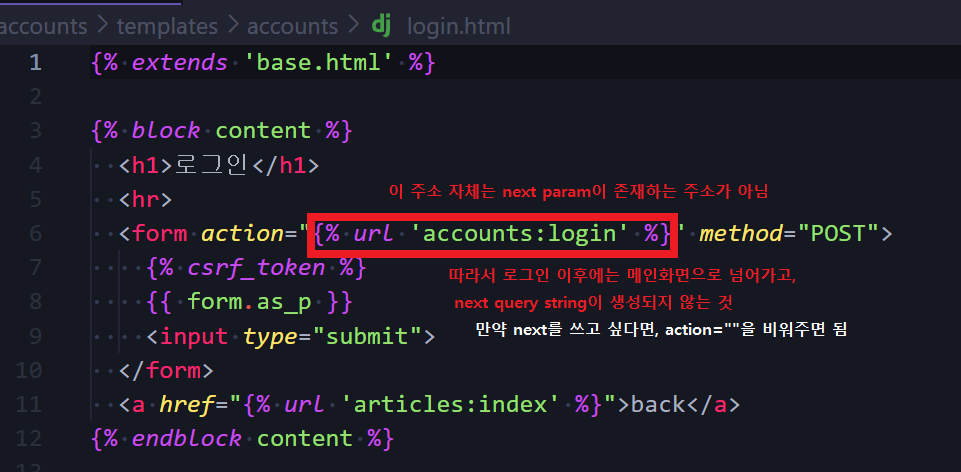 accounts > templates > accounts > dj login.html
1 {% extends 'base.html' %}
2
3 {% block content %}
4 <h1>로그인</h1>
이 주소 자체는 next param이 존재하는 주소가 아님
5 <hr>
6 <form action="{% url 'accounts:login' %}" method="POST">
7 {% csrf_token %}
따라서 로그인 이후에는 메인화면으로 넘어가고,
8 {{ form.as_p }}
next query string이 생성되지 않는 것
만약 next를 쓰고 싶다면, action=""을 비워주면 됨
9 <input type="submit">
10 </form>
11 <a href="{% url 'articles:index' %}">back</a>
12 {% endblock content %}
13